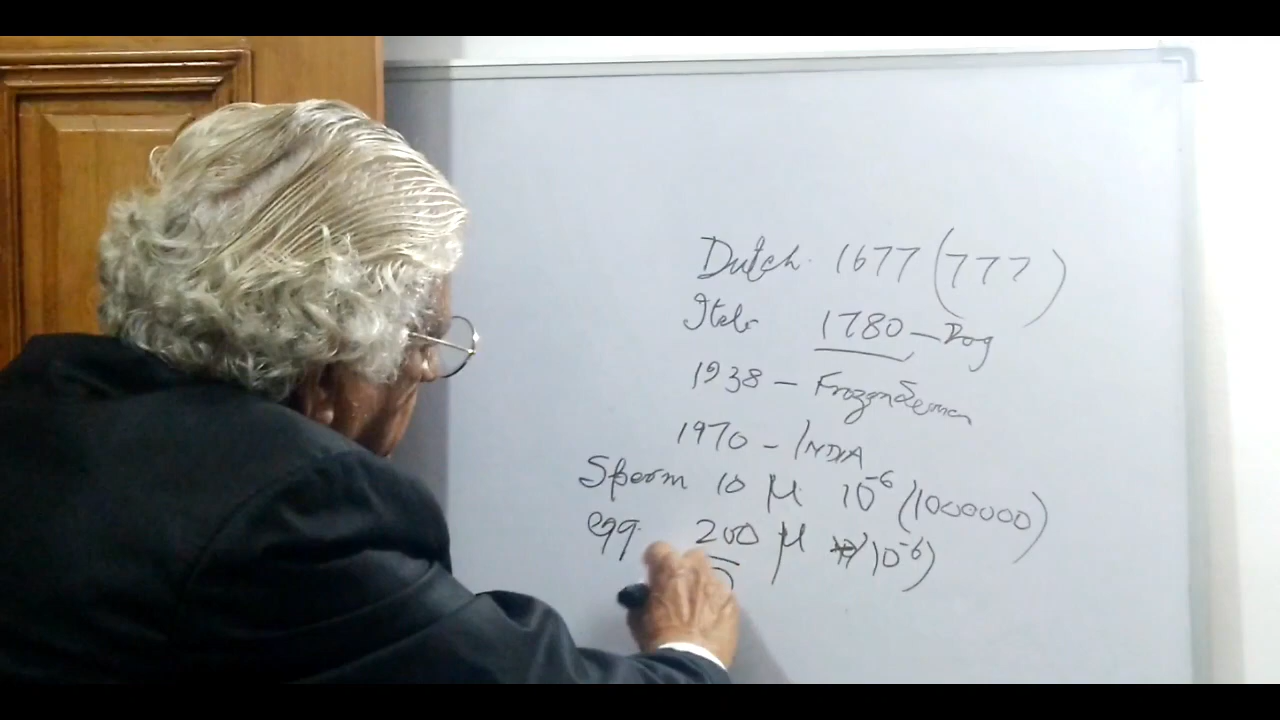 Dutch. 1677 (777)
1780 - Dog
1938 - Frozen Semen
1970 - INDIA
Sperm 10 μ 10⁻⁶ (1000000)
egg. 200 μ 10⁻⁶)